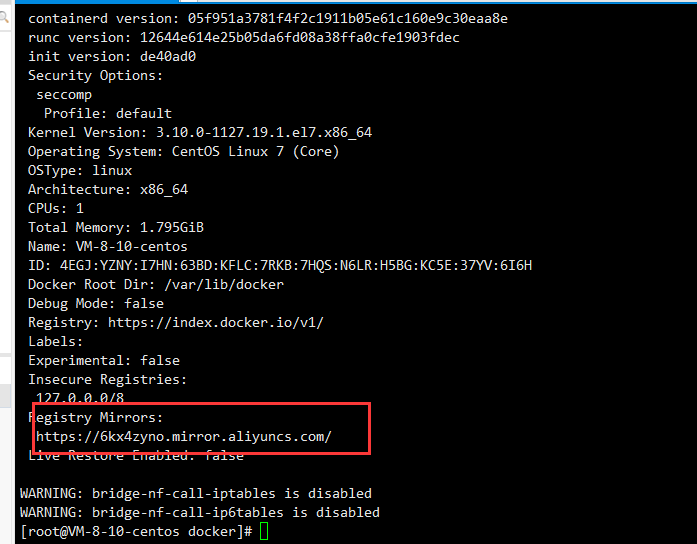 containerd version: 05f951a3781f4f2c1911b05e61c160e9c30eaa8e
runc version: 12644e614e25b05da6fd08a38ffa0cfe1903fdec
init version: de40ad0
Security Options:
seccomp
Profile: default
Kernel Version: 3.10.0-1127.19.1.el7.x86_64
Operating System: CentOS Linux 7 (Core)
OSType: linux
Architecture: x86_64
CPUs: 1
Total Memory: 1.795GiB
Name: VM-8-10-centos
ID: 4EGJ:YZNY:I7HN:63BD:KFLC:7RKB:7HQS:N6LR:H5BG:KC5E:37YV:6I6H
Docker Root Dir: /var/lib/docker
Debug Mode: false
Registry: https://index.docker.io/v1/
Labels:
Experimental: false
Insecure Registries:
127.0.0.0/8
Registry Mirrors:
https://6kx4zyno.mirror.aliyuncs.com/
Live Restore Enabled: false
WARNING: bridge-nf-call-iptables is disabled
WARNING: bridge-nf-call-ip6tables is disabled
[root@VM-8-10-centos docker]#